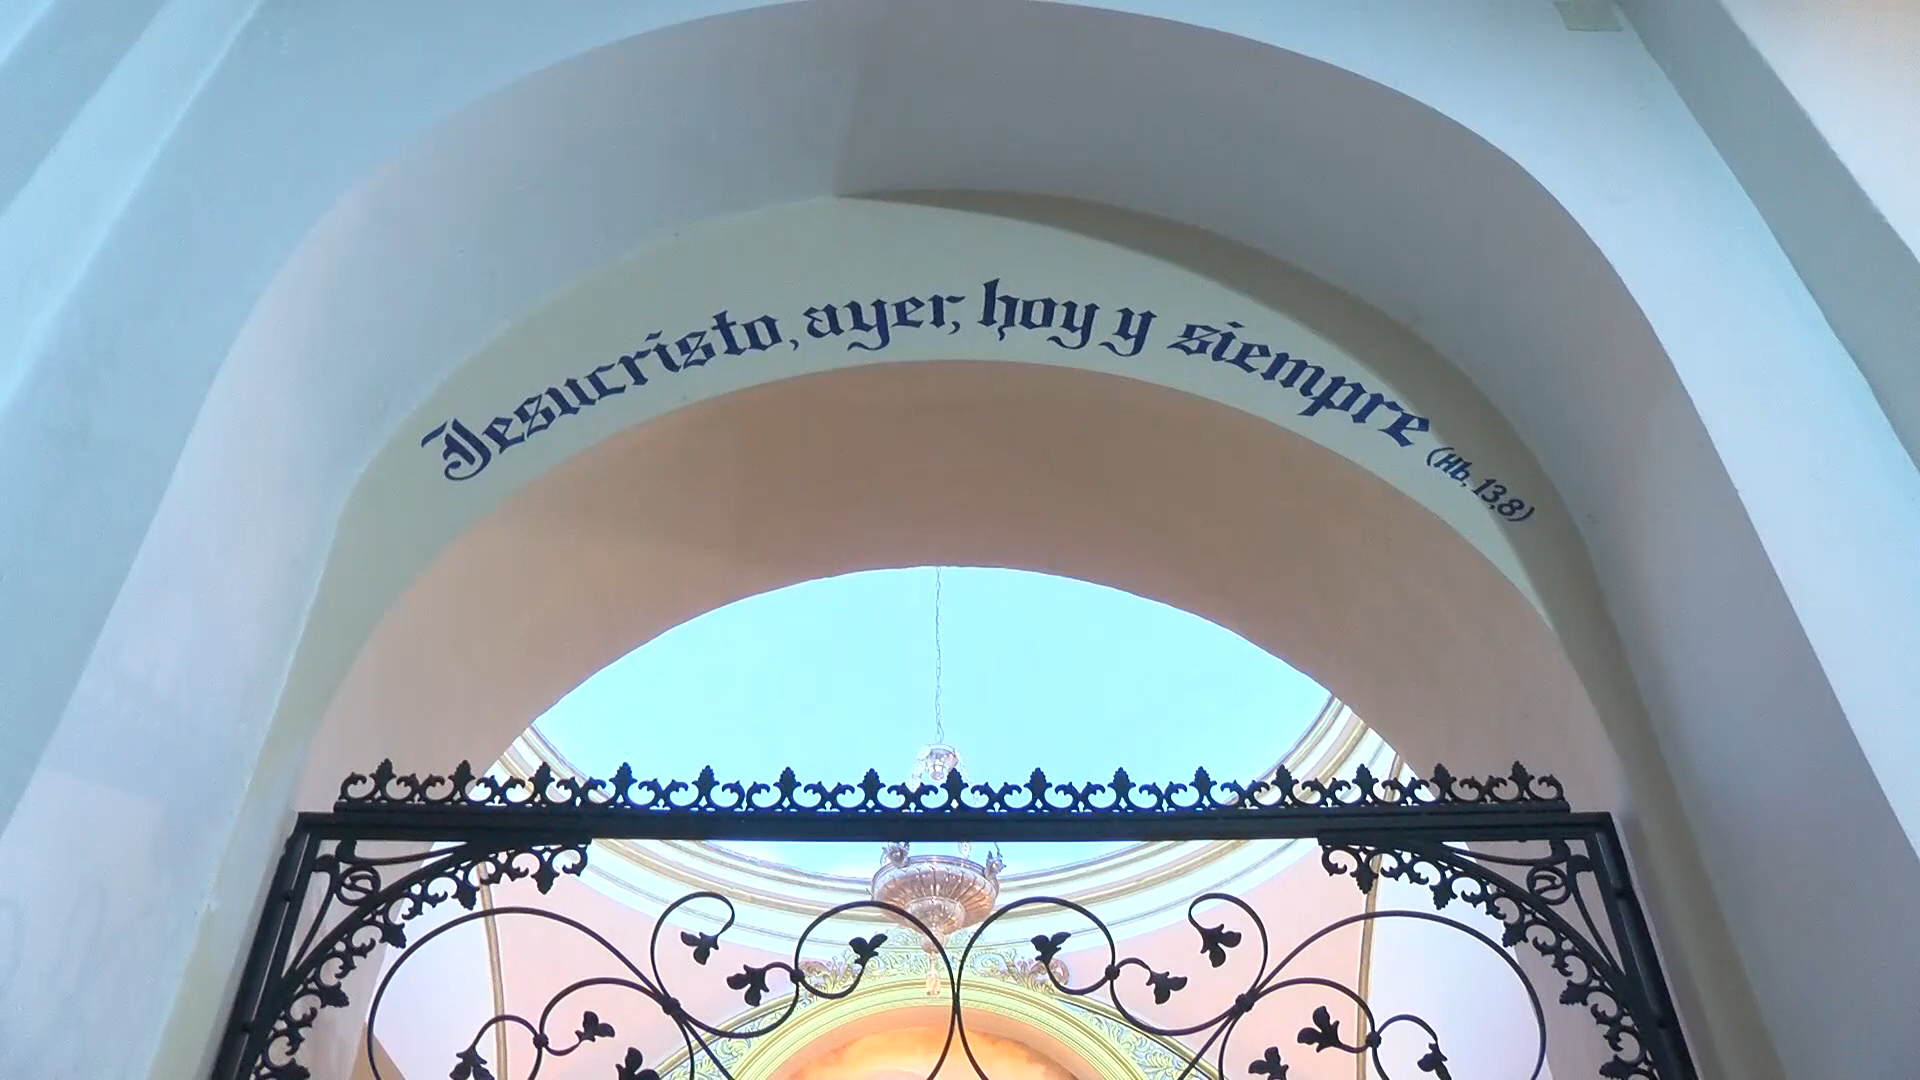 Jesucristo, ayer, hoy y siempre (Hb, 13,8)